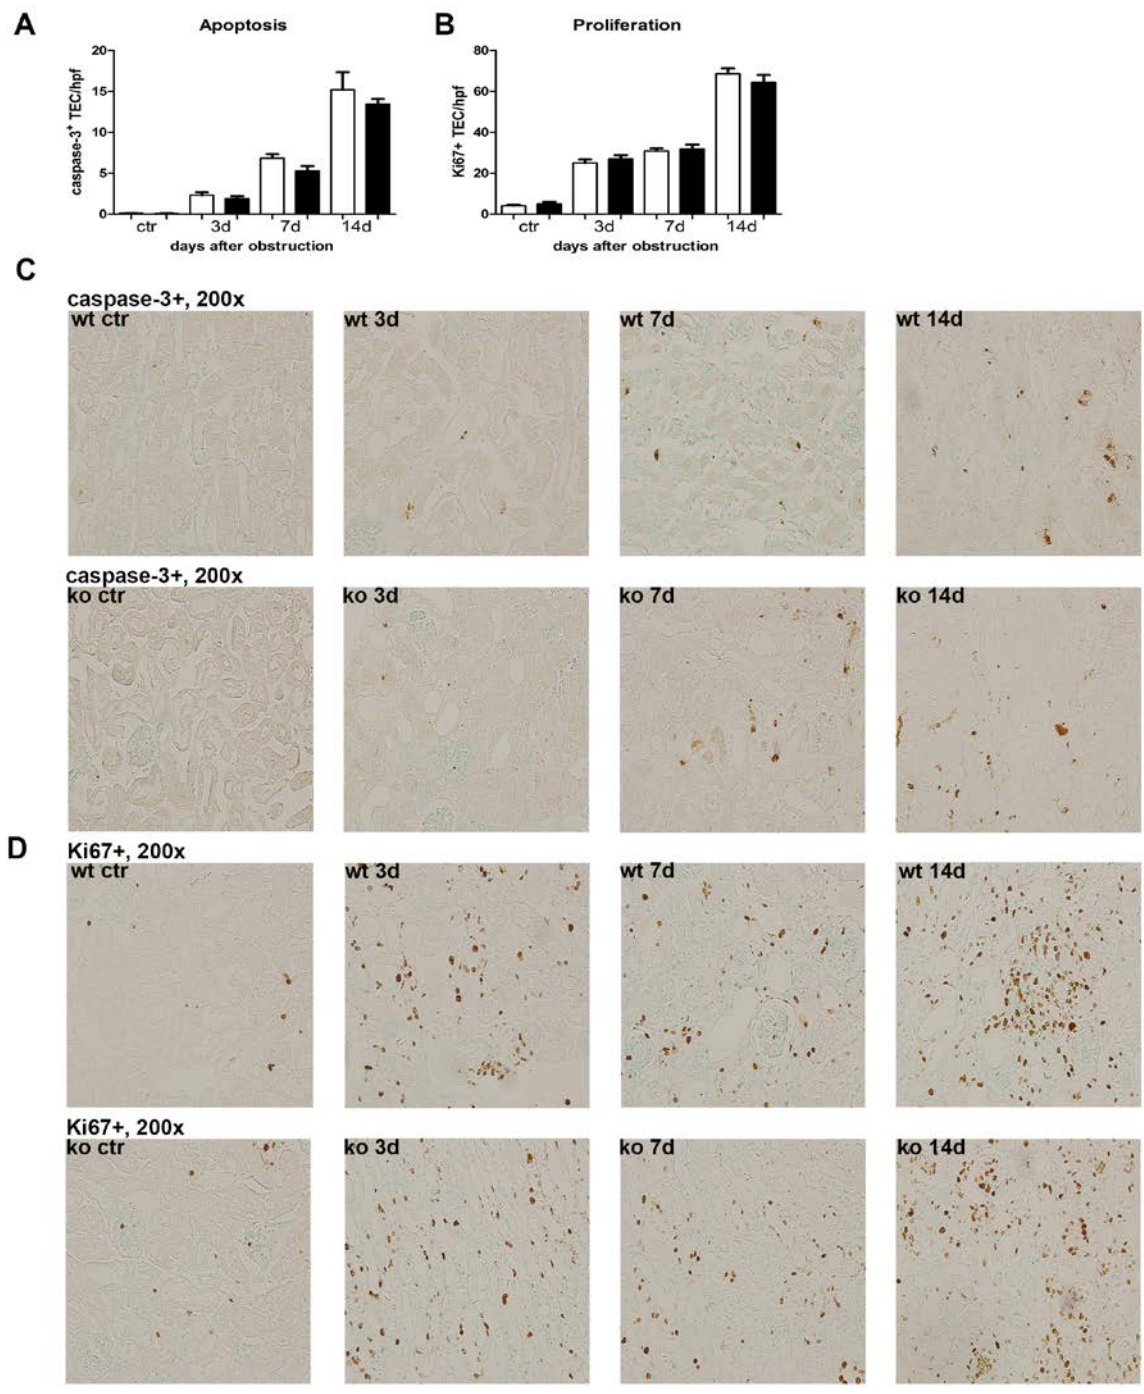 A
Apoptosis
caspase-3+ TEC/hpf
20
15
10
5
0
ctr 3d 7d 14d
days after obstruction
B
Proliferation
Ki67+ TEC/hpf
80
60
40
20
0
ctr 3d 7d 14d
days after obstruction
C
caspase-3+, 200x
wt ctr wt 3d wt 7d wt 14d
caspase-3+, 200x
ko ctr ko 3d ko 7d ko 14d
D
Ki67+, 200x
wt ctr wt 3d wt 7d wt 14d
Ki67+, 200x
ko ctr ko 3d ko 7d ko 14d